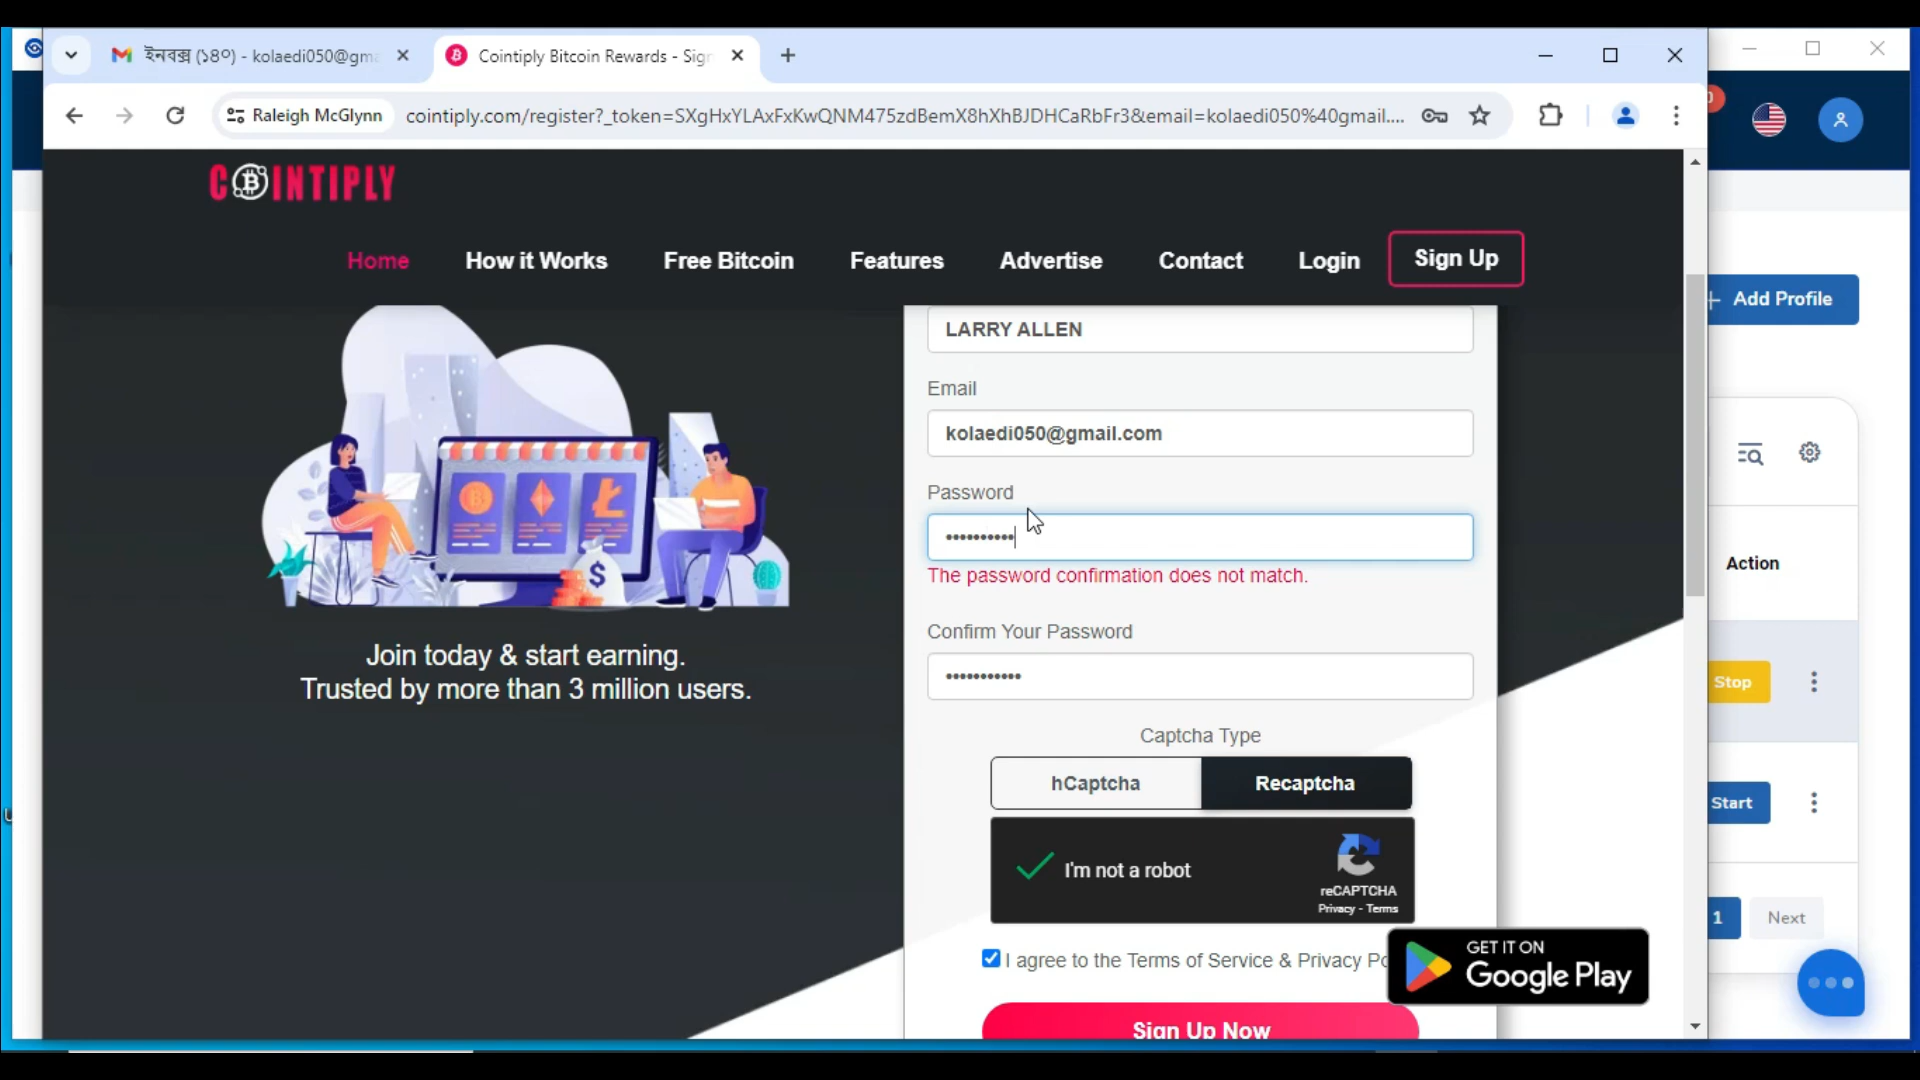 ইনবক্স (১৪০) - kolaedi050@gma
Cointiply Bitcoin Rewards - Sig
Raleigh McGlynn
cointiply.com/register?_token=SXgHxYLAxFxKwQNM475zdBemX8hXhBJDHCaRbFr3&email=kolaedi050%40gmail....
COINTIPLY
Home
How it Works
Free Bitcoin
Features
Advertise
Contact
Login
Sign Up
Add Profile
LARRY ALLEN
Email
kolaedi050@gmail.com
Password
••••••••••
The password confirmation does not match.
Action
Confirm Your Password
•••••••••••
Join today & start earning.
Trusted by more than 3 million users.
Stop
Captcha Type
hCaptcha
Recaptcha
Start
I'm not a robot
reCAPTCHA
Privacy - Terms
1
Next
I agree to the Terms of Service & Privacy Po
GET IT ON
Google Play
Sign Up Now